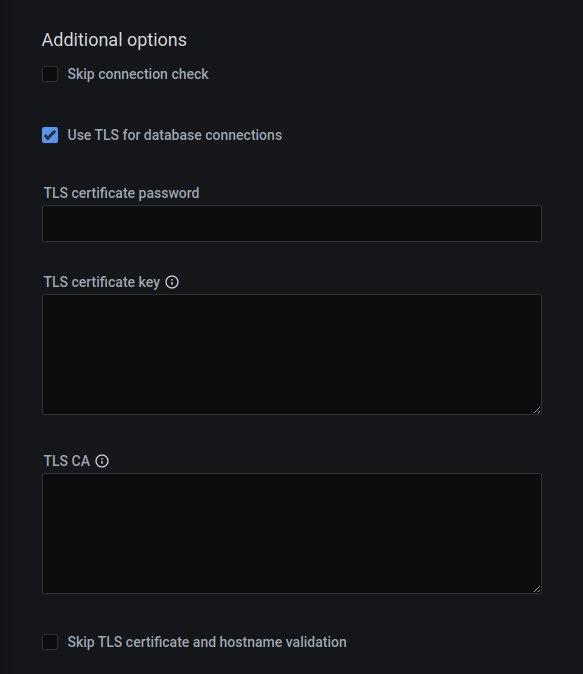 Additional options
Skip connection check
Use TLS for database connections
TLS certificate password
TLS certificate key
TLS CA
Skip TLS certificate and hostname validation